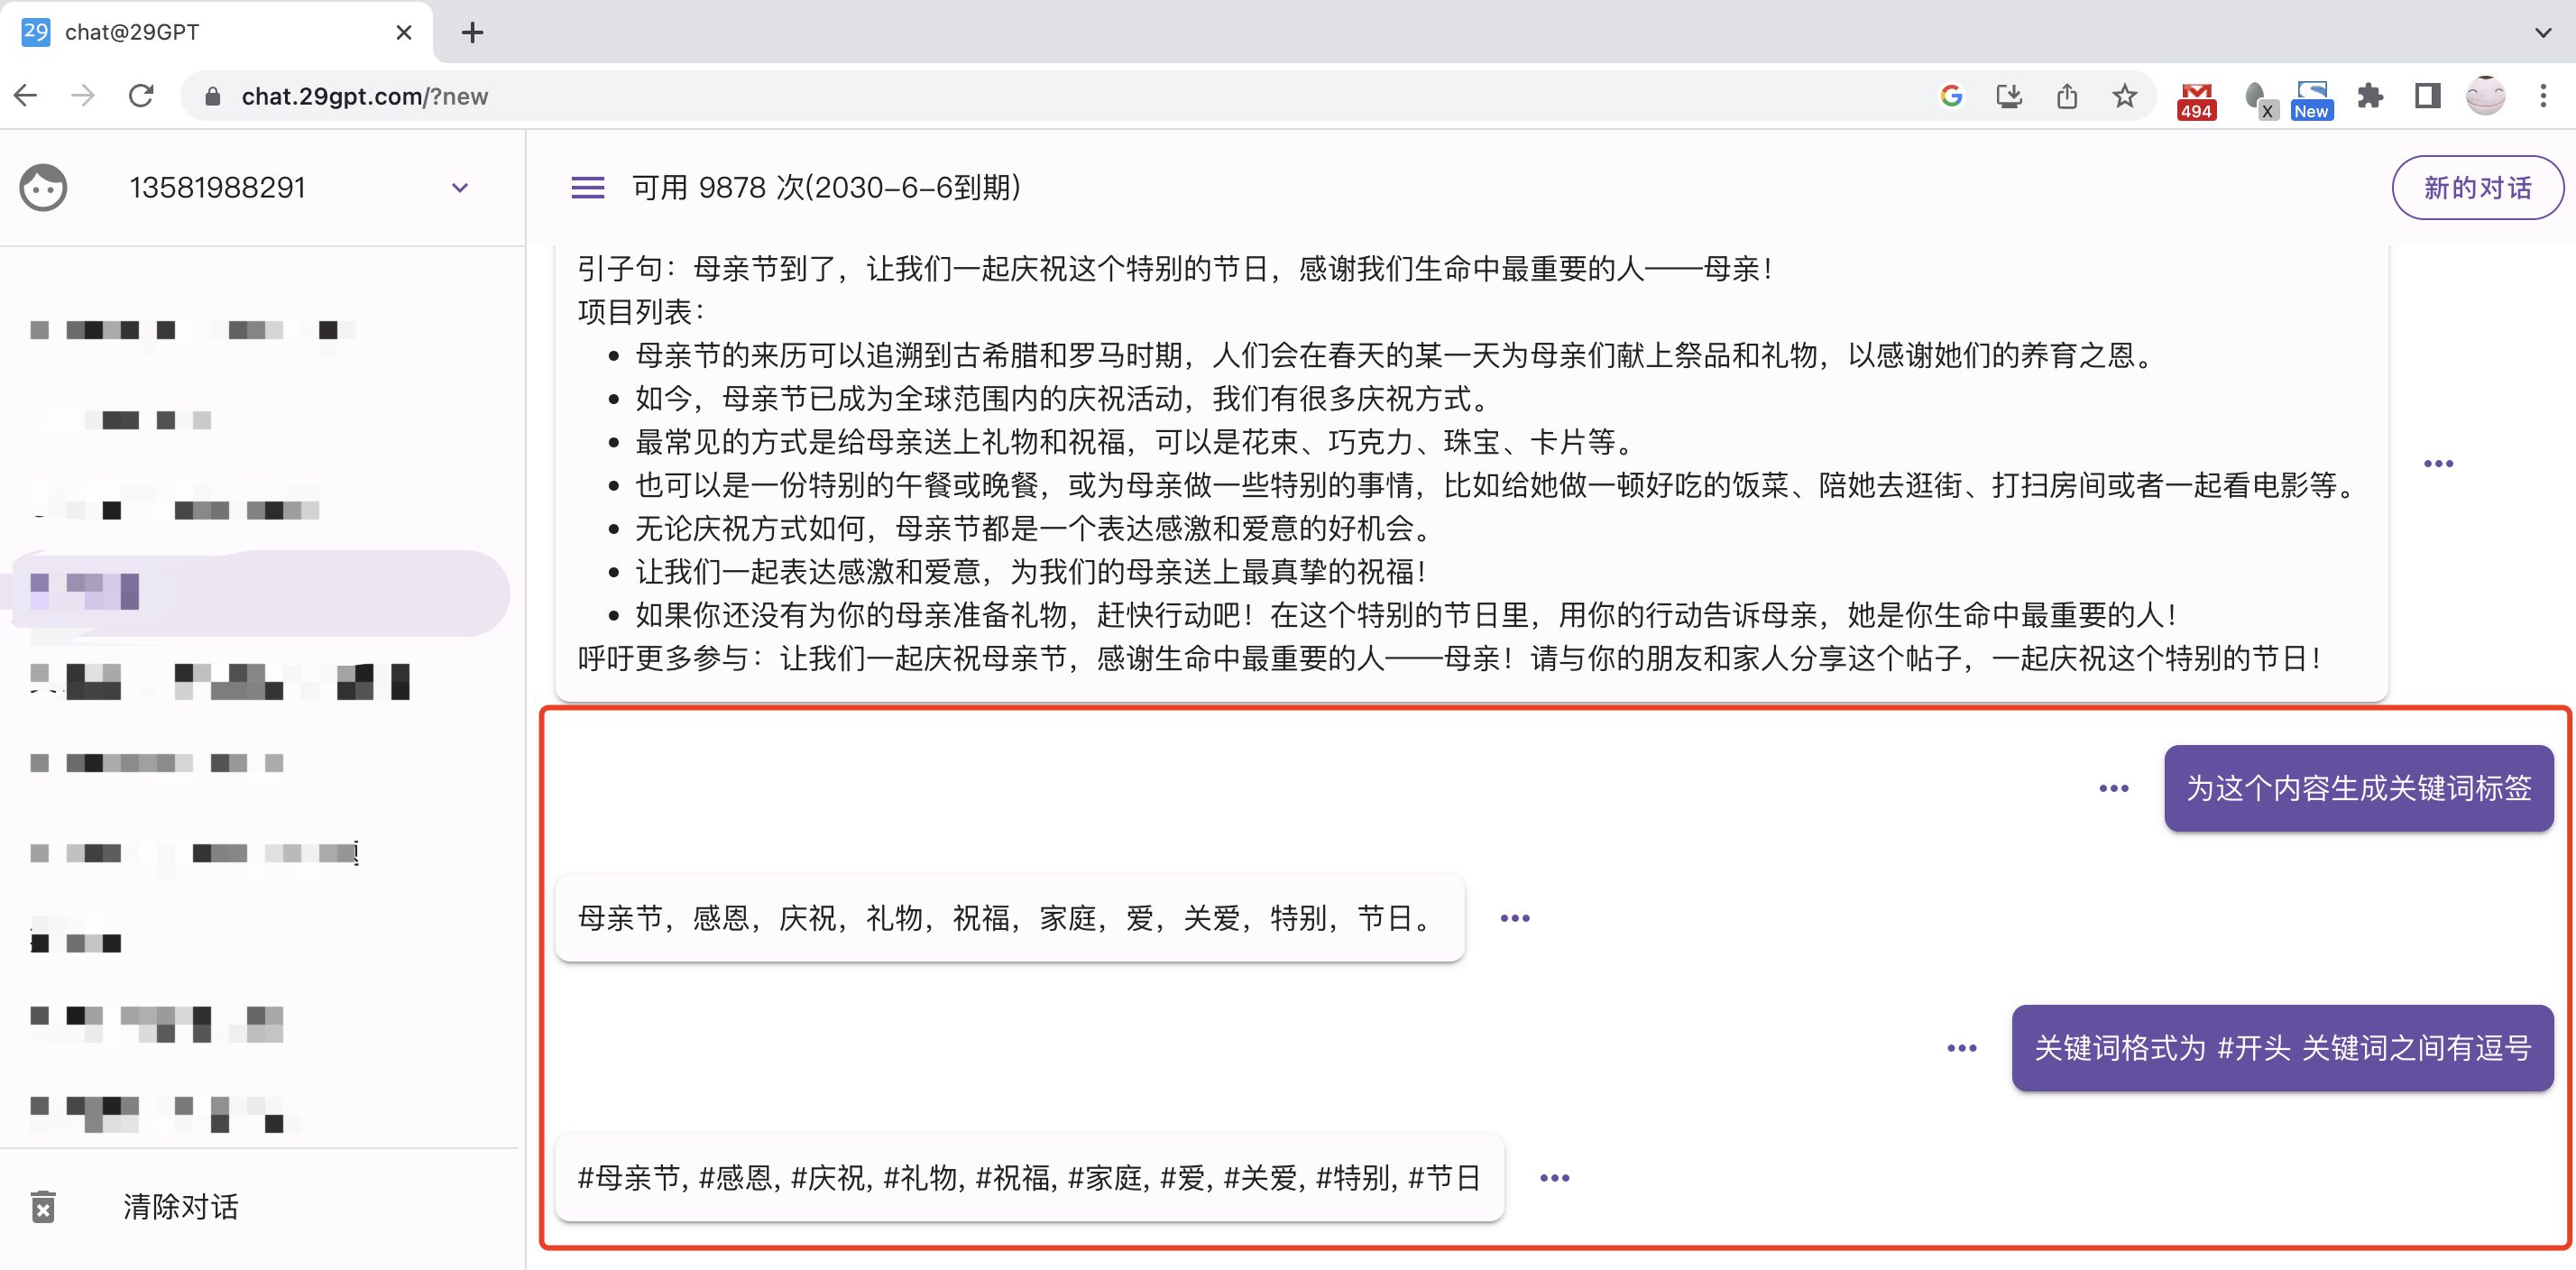 29 chat@29GPT
chat.29gpt.com/?new
494
X
New
13581988291
可用 9878 次(2030-6-6到期)
新的对话
引子句：母亲节到了，让我们一起庆祝这个特别的节日，感谢我们生命中最重要的人——母亲！
项目列表：
• 母亲节的来历可以追溯到古希腊和罗马时期，人们会在春天的某一天为母亲们献上祭品和礼物，以感谢她们的养育之恩。
• 如今，母亲节已成为全球范围内的庆祝活动，我们有很多庆祝方式。
• 最常见的方式是给母亲送上礼物和祝福，可以是花束、巧克力、珠宝、卡片等。
• 也可以是一份特别的午餐或晚餐，或为母亲做一些特别的事情，比如给她做一顿好吃的饭菜、陪她去逛街、打扫房间或者一起看电影等。
• 无论庆祝方式如何，母亲节都是一个表达感激和爱意的好机会。
• 让我们一起表达感激和爱意，为我们的母亲送上最真挚的祝福！
• 如果你还没有为你的母亲准备礼物，赶快行动吧！在这个特别的节日里，用你的行动告诉母亲，她是你生命中最重要的人！
呼吁更多参与：让我们一起庆祝母亲节，感谢生命中最重要的人——母亲！请与你的朋友和家人分享这个帖子，一起庆祝这个特别的节日！
为这个内容生成关键词标签
母亲节，感恩，庆祝，礼物，祝福，家庭，爱，关爱，特别，节日。
关键词格式为 #开头 关键词之间有逗号
#母亲节, #感恩, #庆祝, #礼物, #祝福, #家庭, #爱, #关爱, #特别, #节日
清除对话